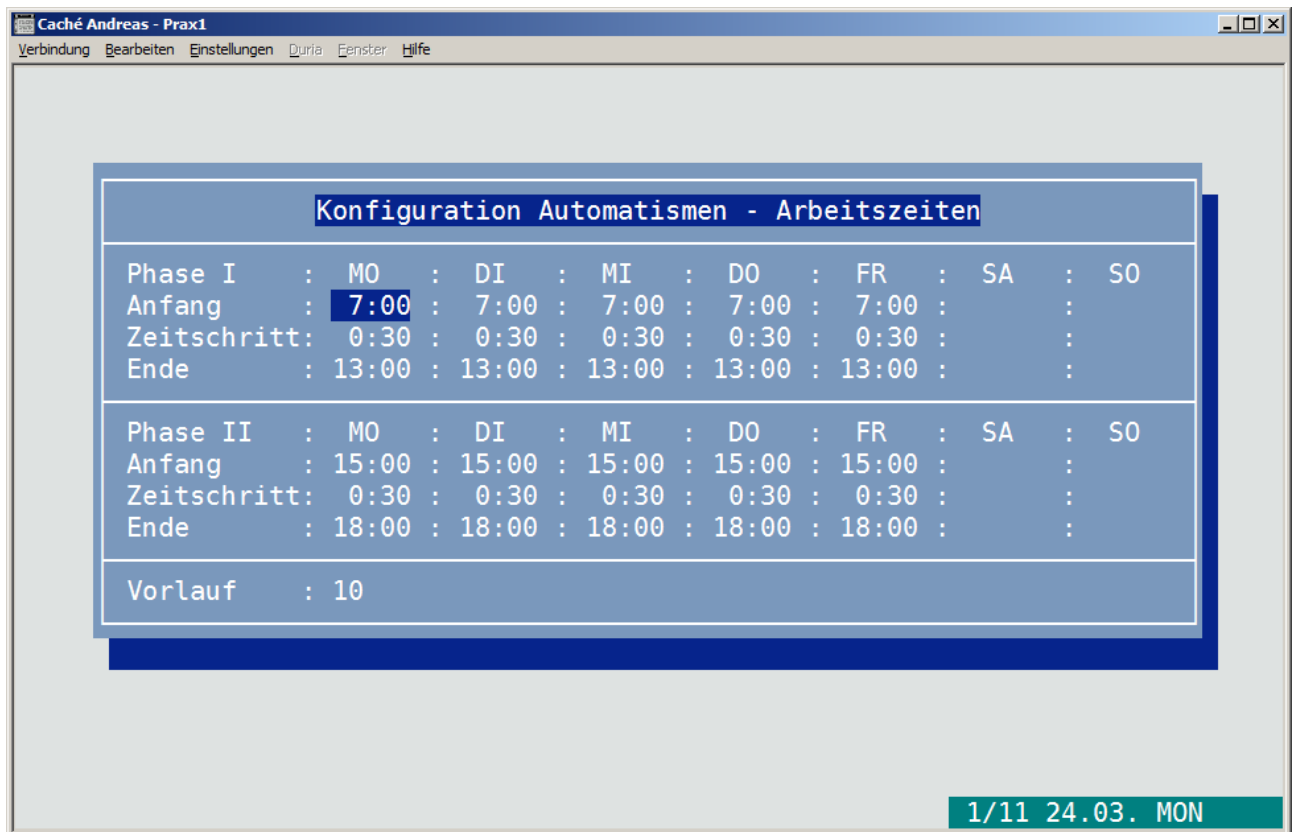 Caché Andreas - Prax1
Verbindung Bearbeiten Einstellungen Duria Fenster Hilfe
Konfiguration Automatismen - Arbeitszeiten
Phase I : MO : DI : MI : DO : FR : SA : SO
Anfang : 7:00 : 7:00 : 7:00 : 7:00 : 7:00 : :
Zeitschritt: 0:30 : 0:30 : 0:30 : 0:30 : 0:30 : :
Ende : 13:00 : 13:00 : 13:00 : 13:00 : 13:00 : :
Phase II : MO : DI : MI : DO : FR : SA : SO
Anfang : 15:00 : 15:00 : 15:00 : 15:00 : 15:00 : :
Zeitschritt: 0:30 : 0:30 : 0:30 : 0:30 : 0:30 : :
Ende : 18:00 : 18:00 : 18:00 : 18:00 : 18:00 : :
Vorlauf : 10
1/11 24.03. MON